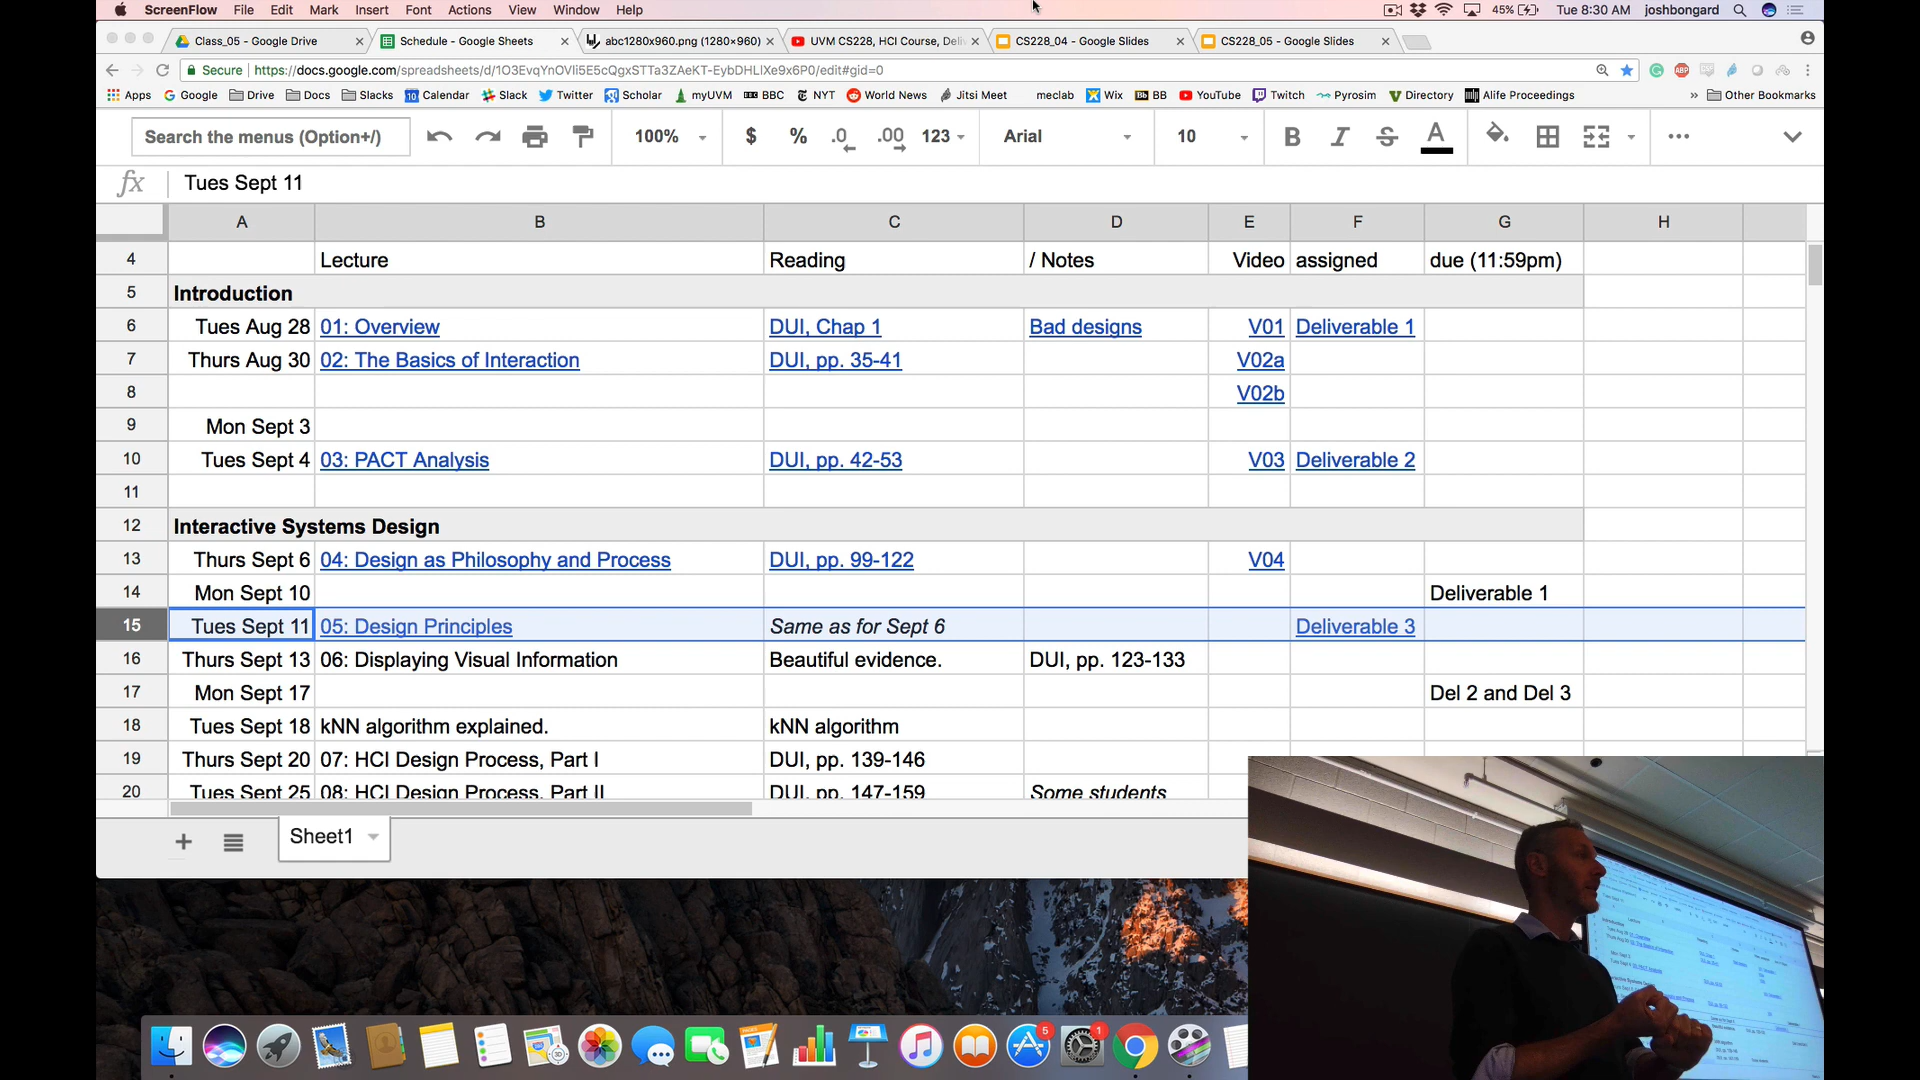 ScreenFlow File Edit Mark Insert Font Actions View Window Help 45% Tue 8:30 AM joshbongard
Class_05 - Google Drive Schedule - Google Sheets abc1280x960.png (1280×960) UVM CS228, HCI Course, Deli CS228_04 - Google Slides CS228_05 - Google Slides
Secure https://docs.google.com/spreadsheets/d/1O3EvqYnOVIi5E5cQgxSTTa3ZAeKT-EybDHLIXe9x6P0/edit#gid=0
Apps Google Drive Docs Slacks Calendar Slack Twitter Scholar myUVM BBC NYT World News Jitsi Meet meclab Wix BB YouTube Twitch Pyrosim Directory Alife Proceedings » Other Bookmarks
Search the menus (Option+/) 100% $ % .0 .00 123 Arial 10 B I S A
fx Tues Sept 11
A B C D E F G H
4 Lecture Reading / Notes Video assigned due (11:59pm)
5 Introduction
6 Tues Aug 28 01: Overview DUI, Chap 1 Bad designs V01 Deliverable 1
7 Thurs Aug 30 02: The Basics of Interaction DUI, pp. 35-41 V02a
8 V02b
9 Mon Sept 3
10 Tues Sept 4 03: PACT Analysis DUI, pp. 42-53 V03 Deliverable 2
11
12 Interactive Systems Design
13 Thurs Sept 6 04: Design as Philosophy and Process DUI, pp. 99-122 V04
14 Mon Sept 10 Deliverable 1
15 Tues Sept 11 05: Design Principles Same as for Sept 6 Deliverable 3
16 Thurs Sept 13 06: Displaying Visual Information Beautiful evidence. DUI, pp. 123-133
17 Mon Sept 17 Del 2 and Del 3
18 Tues Sept 18 kNN algorithm explained. kNN algorithm
19 Thurs Sept 20 07: HCI Design Process, Part I DUI, pp. 139-146
20 Tues Sept 25 08: HCI Design Process, Part II DUI, pp. 147-159 Some students
+ Sheet1
5 1